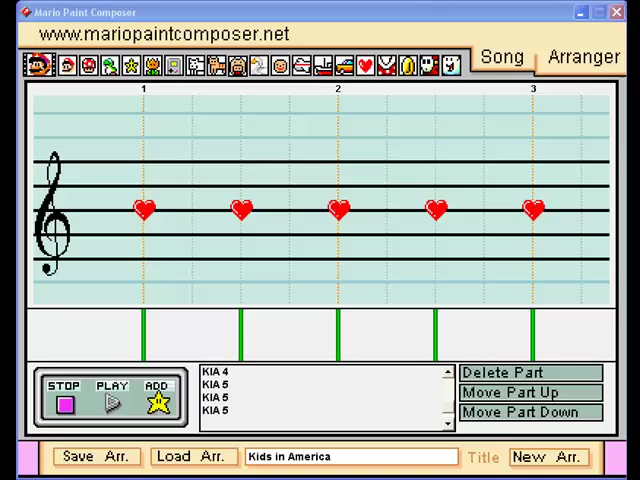 Mario Paint Composer
www.mariopaintcomposer.net
Song
Arranger
1
2
3
STOP
PLAY
ADD
KIA 4
KIA 5
KIA 5
KIA 5
Delete Part
Move Part Up
Move Part Down
Save Arr.
Load Arr.
Kids in America
Title
New Arr.